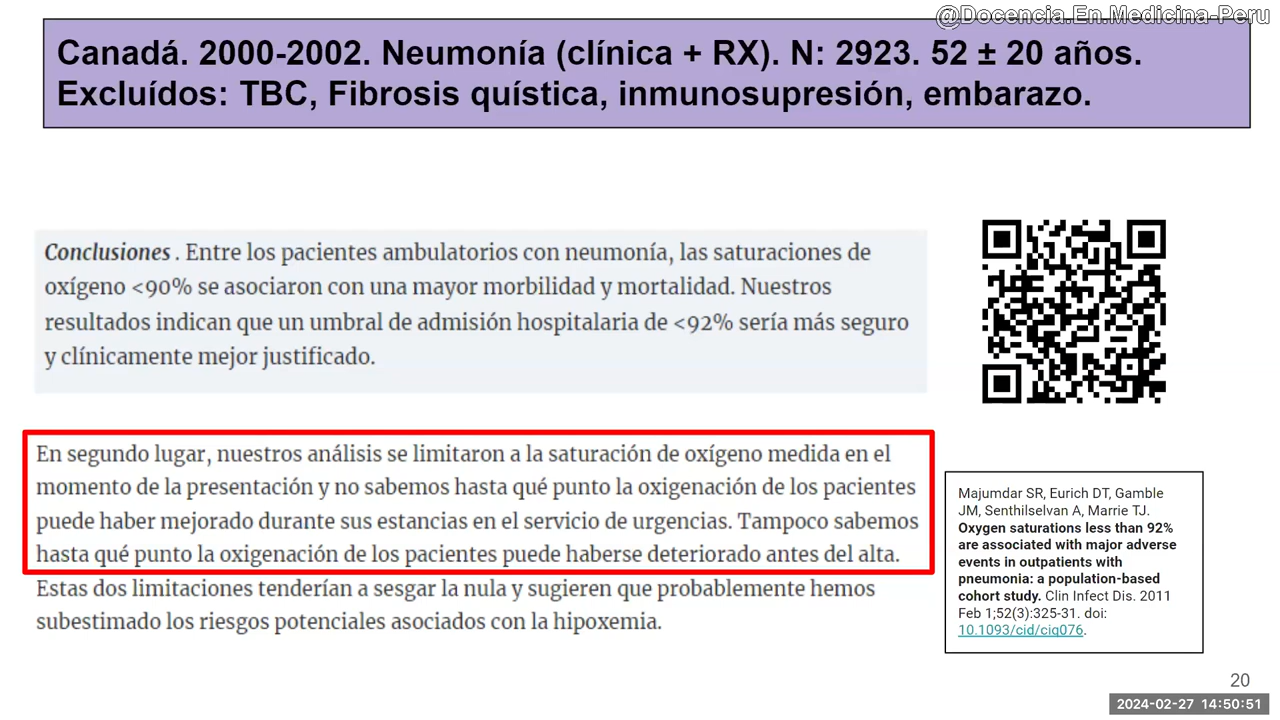 @Docencia.En.Medicina-Peru
Canadá. 2000-2002. Neumonía (clínica + RX). N: 2923. 52 ± 20 años.
Excluídos: TBC, Fibrosis quística, inmunosupresión, embarazo.
Conclusiones . Entre los pacientes ambulatorios con neumonía, las saturaciones de
oxígeno <90% se asociaron con una mayor morbilidad y mortalidad. Nuestros
resultados indican que un umbral de admisión hospitalaria de <92% sería más seguro
y clínicamente mejor justificado.
En segundo lugar, nuestros análisis se limitaron a la saturación de oxígeno medida en el
momento de la presentación y no sabemos hasta qué punto la oxigenación de los pacientes
puede haber mejorado durante sus estancias en el servicio de urgencias. Tampoco sabemos
hasta qué punto la oxigenación de los pacientes puede haberse deteriorado antes del alta.
Estas dos limitaciones tenderían a sesgar la nula y sugieren que probablemente hemos
subestimado los riesgos potenciales asociados con la hipoxemia.
Majumdar SR, Eurich DT, Gamble
JM, Senthilselvan A, Marrie TJ.
Oxygen saturations less than 92%
are associated with major adverse
events in outpatients with
pneumonia: a population-based
cohort study. Clin Infect Dis. 2011
Feb 1;52(3):325-31. doi:
10.1093/cid/ciq076.
20
2024-02-27 14:50:51